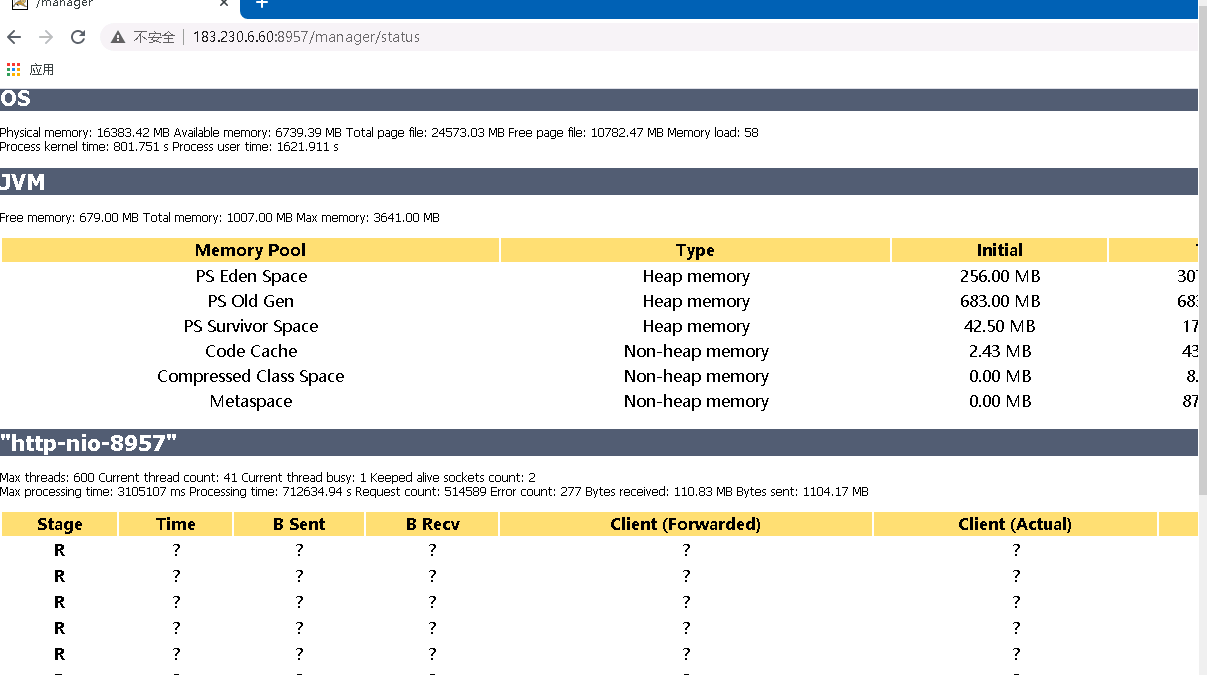 /manager
不安全 183.230.6.60:8957/manager/status
应用
OS
Physical memory: 16383.42 MB Available memory: 6739.39 MB Total page file: 24573.03 MB Free page file: 10782.47 MB Memory load: 58
Process kernel time: 801.751 s Process user time: 1621.911 s
JVM
Free memory: 679.00 MB Total memory: 1007.00 MB Max memory: 3641.00 MB
Memory Pool Type Initial
PS Eden Space Heap memory 256.00 MB 307
PS Old Gen Heap memory 683.00 MB 683
PS Survivor Space Heap memory 42.50 MB 17
Code Cache Non-heap memory 2.43 MB 43
Compressed Class Space Non-heap memory 0.00 MB 8.
Metaspace Non-heap memory 0.00 MB 87
"http-nio-8957"
Max threads: 600 Current thread count: 41 Current thread busy: 1 Keeped alive sockets count: 2
Max processing time: 3105107 ms Processing time: 712634.94 s Request count: 514589 Error count: 277 Bytes received: 110.83 MB Bytes sent: 1104.17 MB
Stage Time B Sent B Recv Client (Forwarded) Client (Actual)
R ? ? ? ? ?
R ? ? ? ? ?
R ? ? ? ? ?
R ? ? ? ? ?
R ? ? ? ? ?